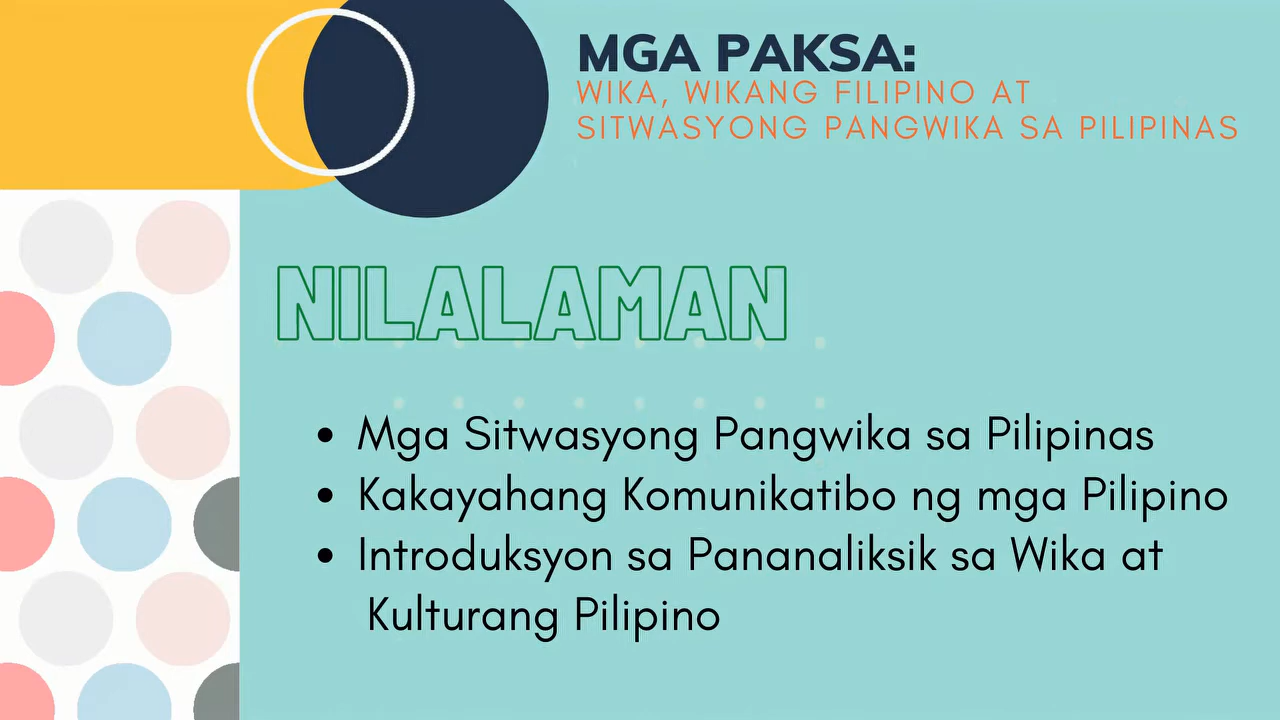 MGA PAKSA:
WIKA, WIKANG FILIPINO AT
SITWASYONG PANGWIKA SA PILIPINAS
NILALAMAN
• Mga Sitwasyong Pangwika sa Pilipinas
• Kakayahang Komunikatibo ng mga Pilipino
• Introduksyon sa Pananaliksik sa Wika at
Kulturang Pilipino